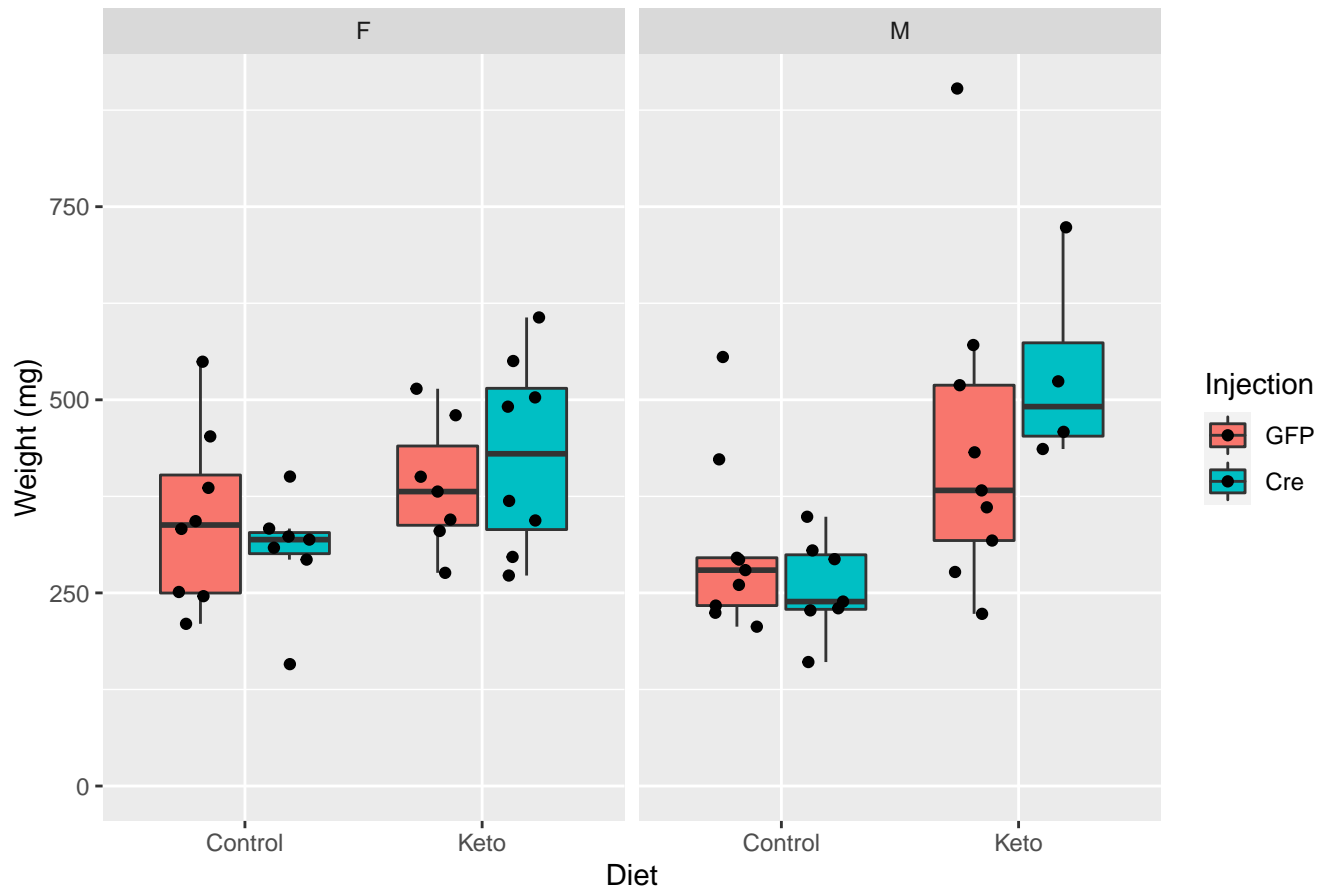 F
M
Weight (mg)
750
500
250
0
Control
Keto
Control
Keto
Diet
Injection
GFP
Cre